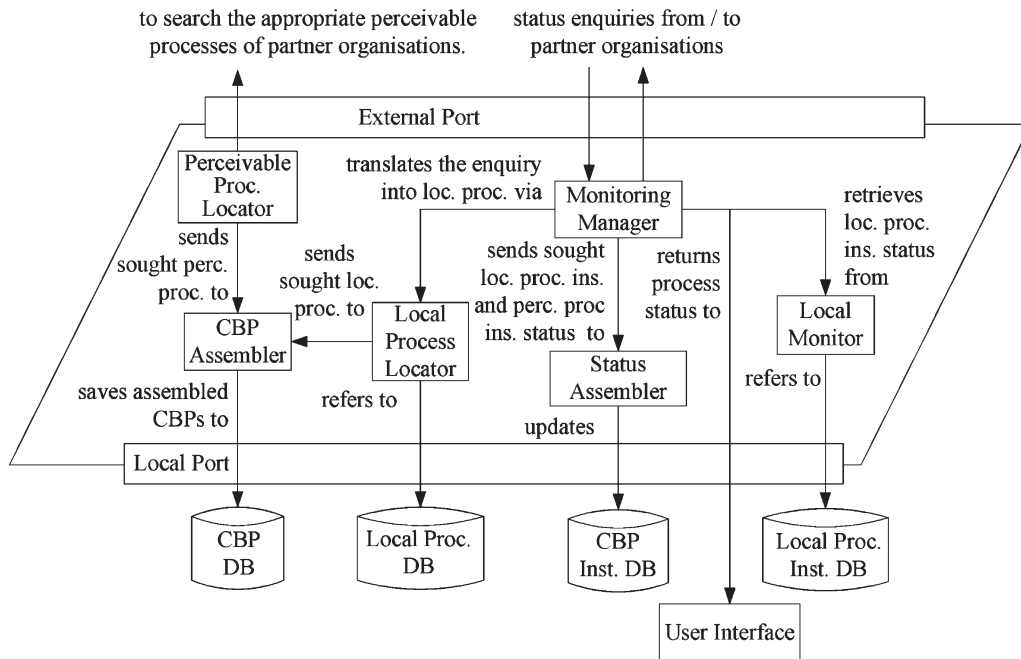 to search the appropriate perceivable
processes of partner organisations.
status enquiries from / to
partner organisations
External Port
Perceivable
Proc.
Locator
translates the enquiry
into loc. proc. via
Monitoring
Manager
retrieves
loc. proc.
ins. status
from
sends
sought perc.
proc. to
sends
sought loc.
proc. to
sends sought
loc. proc. ins.
and perc. proc
ins. status to
returns
process
status to
CBP
Assembler
Local
Process
Locator
Local
Monitor
Status
Assembler
saves assembled
CBPs to
refers to
refers to
updates
Local Port
CBP
DB
Local Proc.
DB
CBP
Inst. DB
Local Proc.
Inst. DB
User Interface